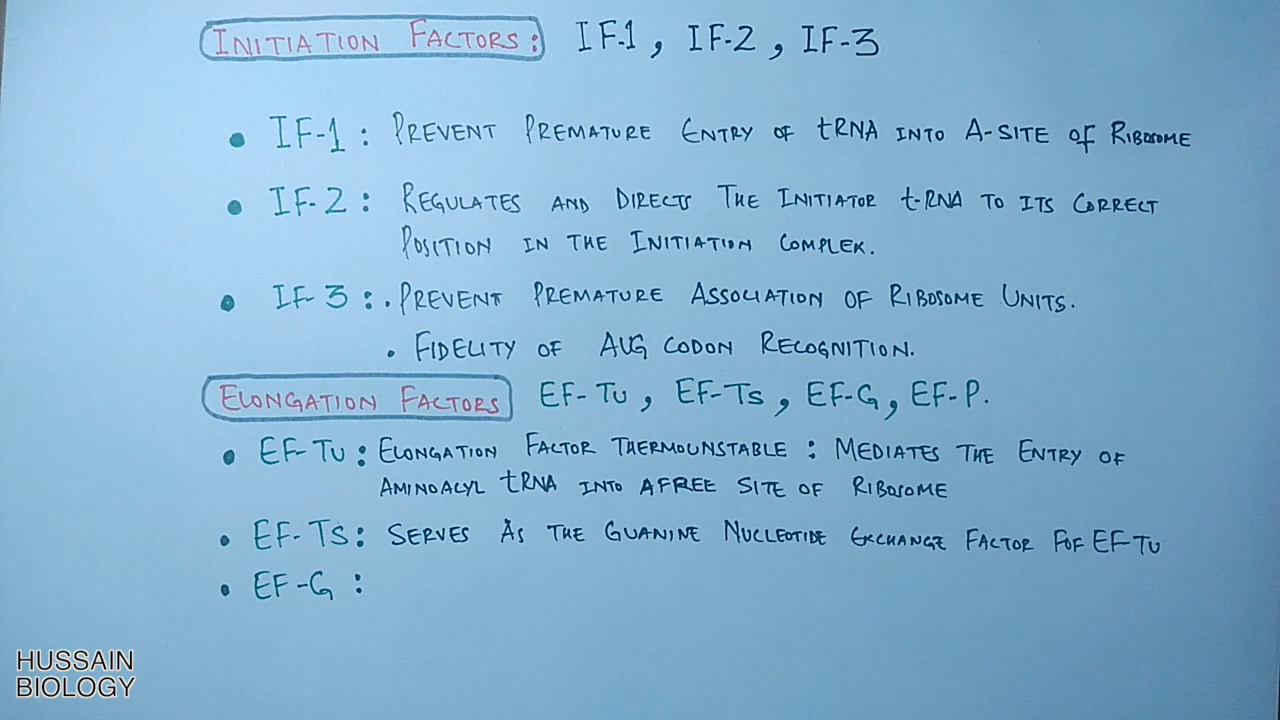 INITIATION FACTORS: IF-1, IF-2, IF-3
• IF-1: PREVENT PREMATURE ENTRY OF tRNA INTO A-SITE Of RIBOSOME
• IF-2: REGULATES AND DIRECTS THE INITIATOR t-RNA TO ITS CORRECT
POSITION IN THE INITIATION COMPLEX.
• IF-3: . PREVENT PREMATURE ASSOCIATION OF RIBOSOME UNITS.
. FIDELITY OF AUG CODON RECOGNITION.
ELONGATION FACTORS EF-Tu, EF-Ts, EF-G, EF-P.
• EF-Tu: ELONGATION FACTOR THERMOUNSTABLE: MEDIATES THE ENTRY OF
AMINOACYL tRNA INTO A FREE SITE OF RIBOSOME
• EF-Ts: SERVES AS THE GUANINE NUCLEOTIDE EXCHANGE FACTOR FOR EF-TU
• EF-G:
HUSSAIN
BIOLOGY